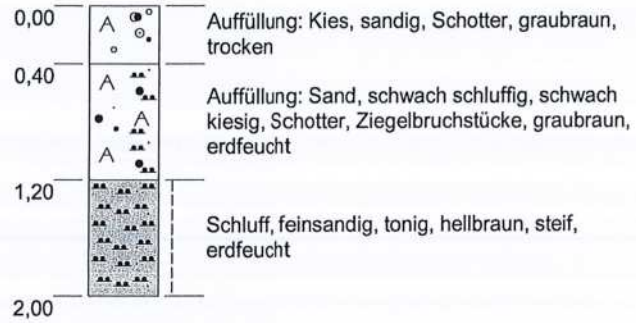 0,00
Auffüllung: Kies, sandig, Schotter, graubraun,
trocken
0,40
Auffüllung: Sand, schwach schluffig, schwach
kiesig, Schotter, Ziegelbruchstücke, graubraun,
erdfeucht
1,20
Schluff, feinsandig, tonig, hellbraun, steif,
erdfeucht
2,00